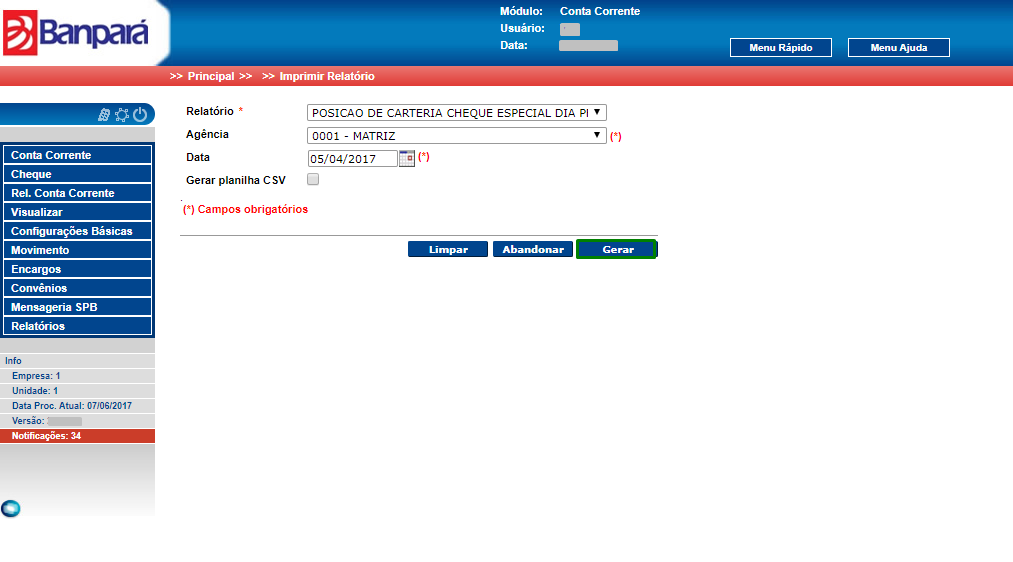 Banpará
Módulo: Conta Corrente
Usuário:
Data:
Menu Rápido
Menu Ajuda
>> Principal >> >> Imprimir Relatório
Relatório * POSICAO DE CARTERIA CHEQUE ESPECIAL DIA
Agência 0001 - MATRIZ (*)
Data 05/04/2017 (*)
Gerar planilha CSV
(*) Campos obrigatórios
Limpar Abandonar Gerar
Conta Corrente
Cheque
Rel. Conta Corrente
Visualizar
Configurações Básicas
Movimento
Encargos
Convênios
Mensageria SPB
Relatórios
Info
Empresa: 1
Unidade: 1
Data Proc. Atual: 07/06/2017
Versão:
Notificações: 34